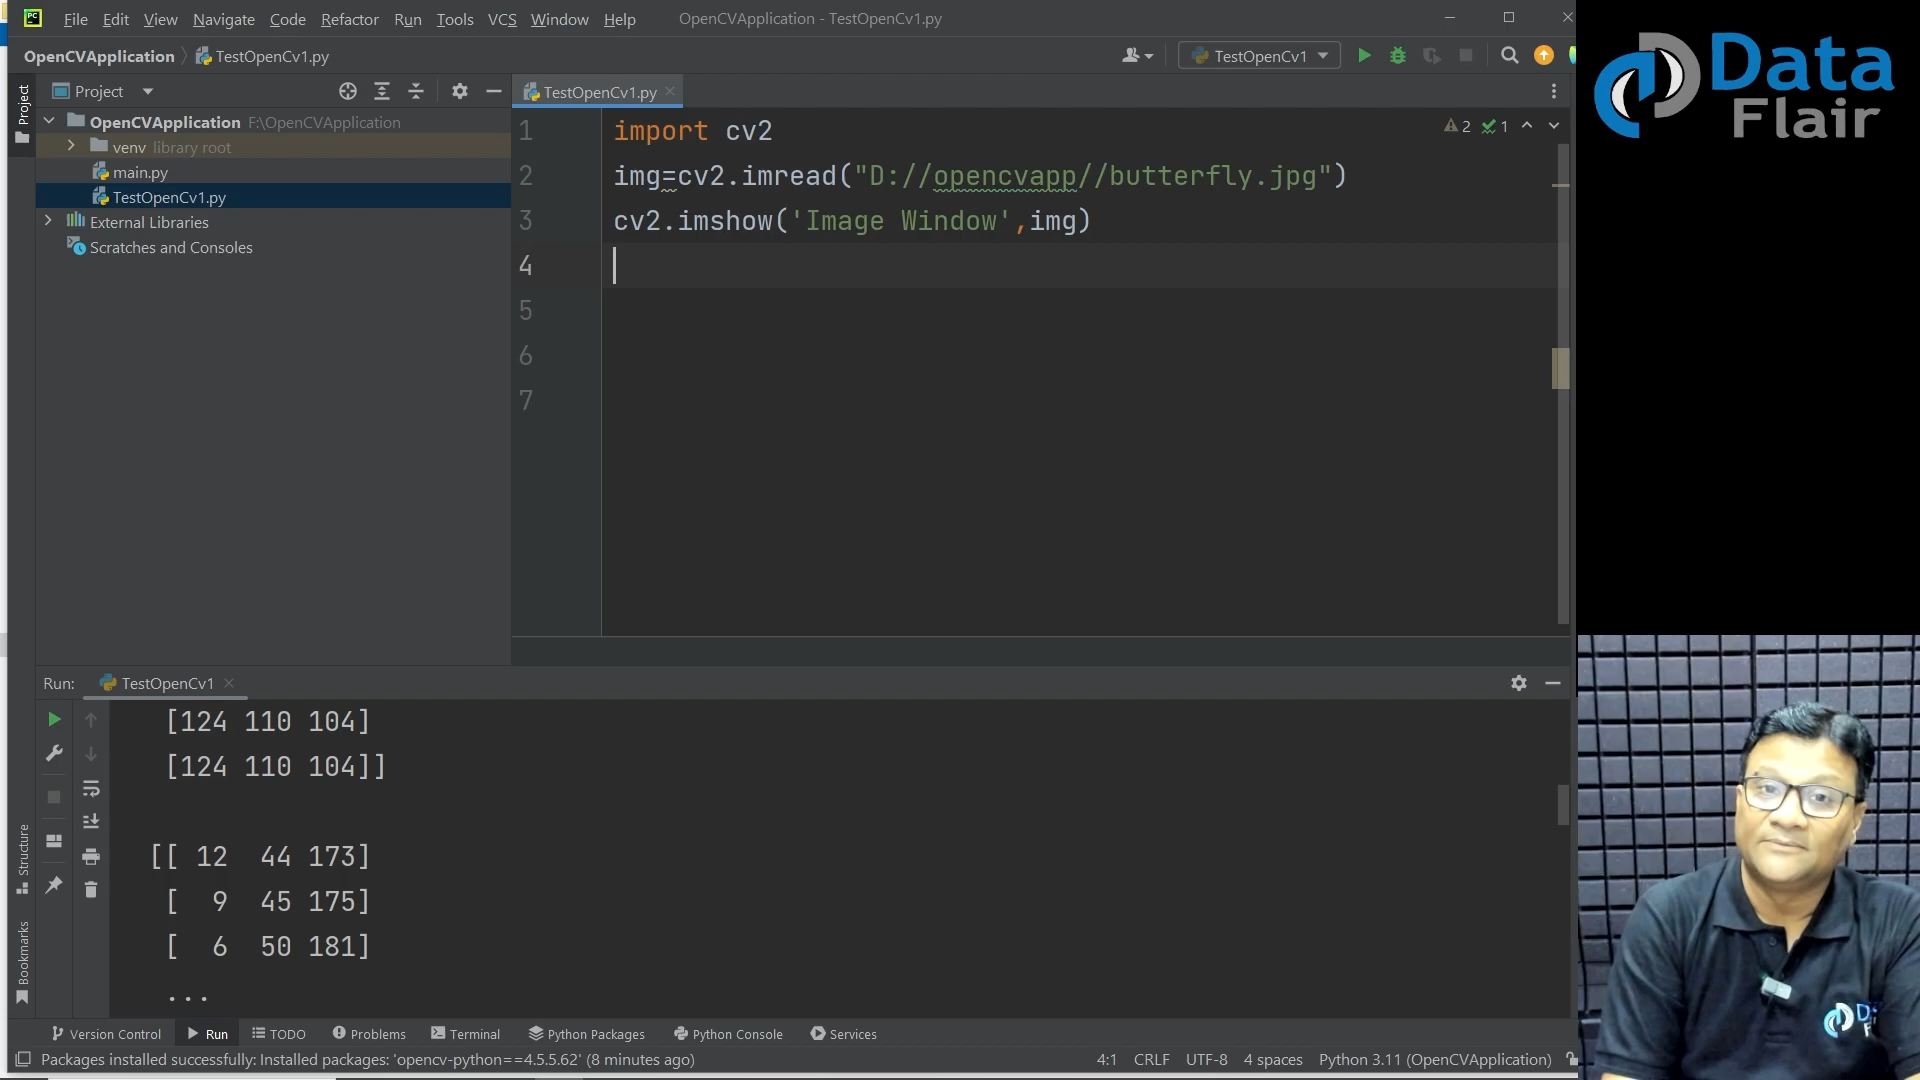 File Edit View Navigate Code Refactor Run Tools VCS Window Help OpenCVApplication - TestOpenCv1.py
OpenCVApplication TestOpenCv1.py
TestOpenCv1
Data
Flair
Project
Project
TestOpenCv1.py
OpenCVApplication F:\OpenCVApplication
venv library root
main.py
TestOpenCv1.py
External Libraries
Scratches and Consoles
1 import cv2
2 1
2 img=cv2.imread("D://opencvapp//butterfly.jpg")
3 cv2.imshow('Image Window',img)
4
5
6
7
Run: TestOpenCv1
[124 110 104]
[124 110 104]]
[[ 12 44 173]
[ 9 45 175]
[ 6 50 181]
...
Structure
Bookmarks
Version Control Run TODO Problems Terminal Python Packages Python Console Services
Packages installed successfully: Installed packages: 'opencv-python==4.5.5.62' (8 minutes ago)
4:1 CRLF UTF-8 4 spaces Python 3.11 (OpenCVApplication)